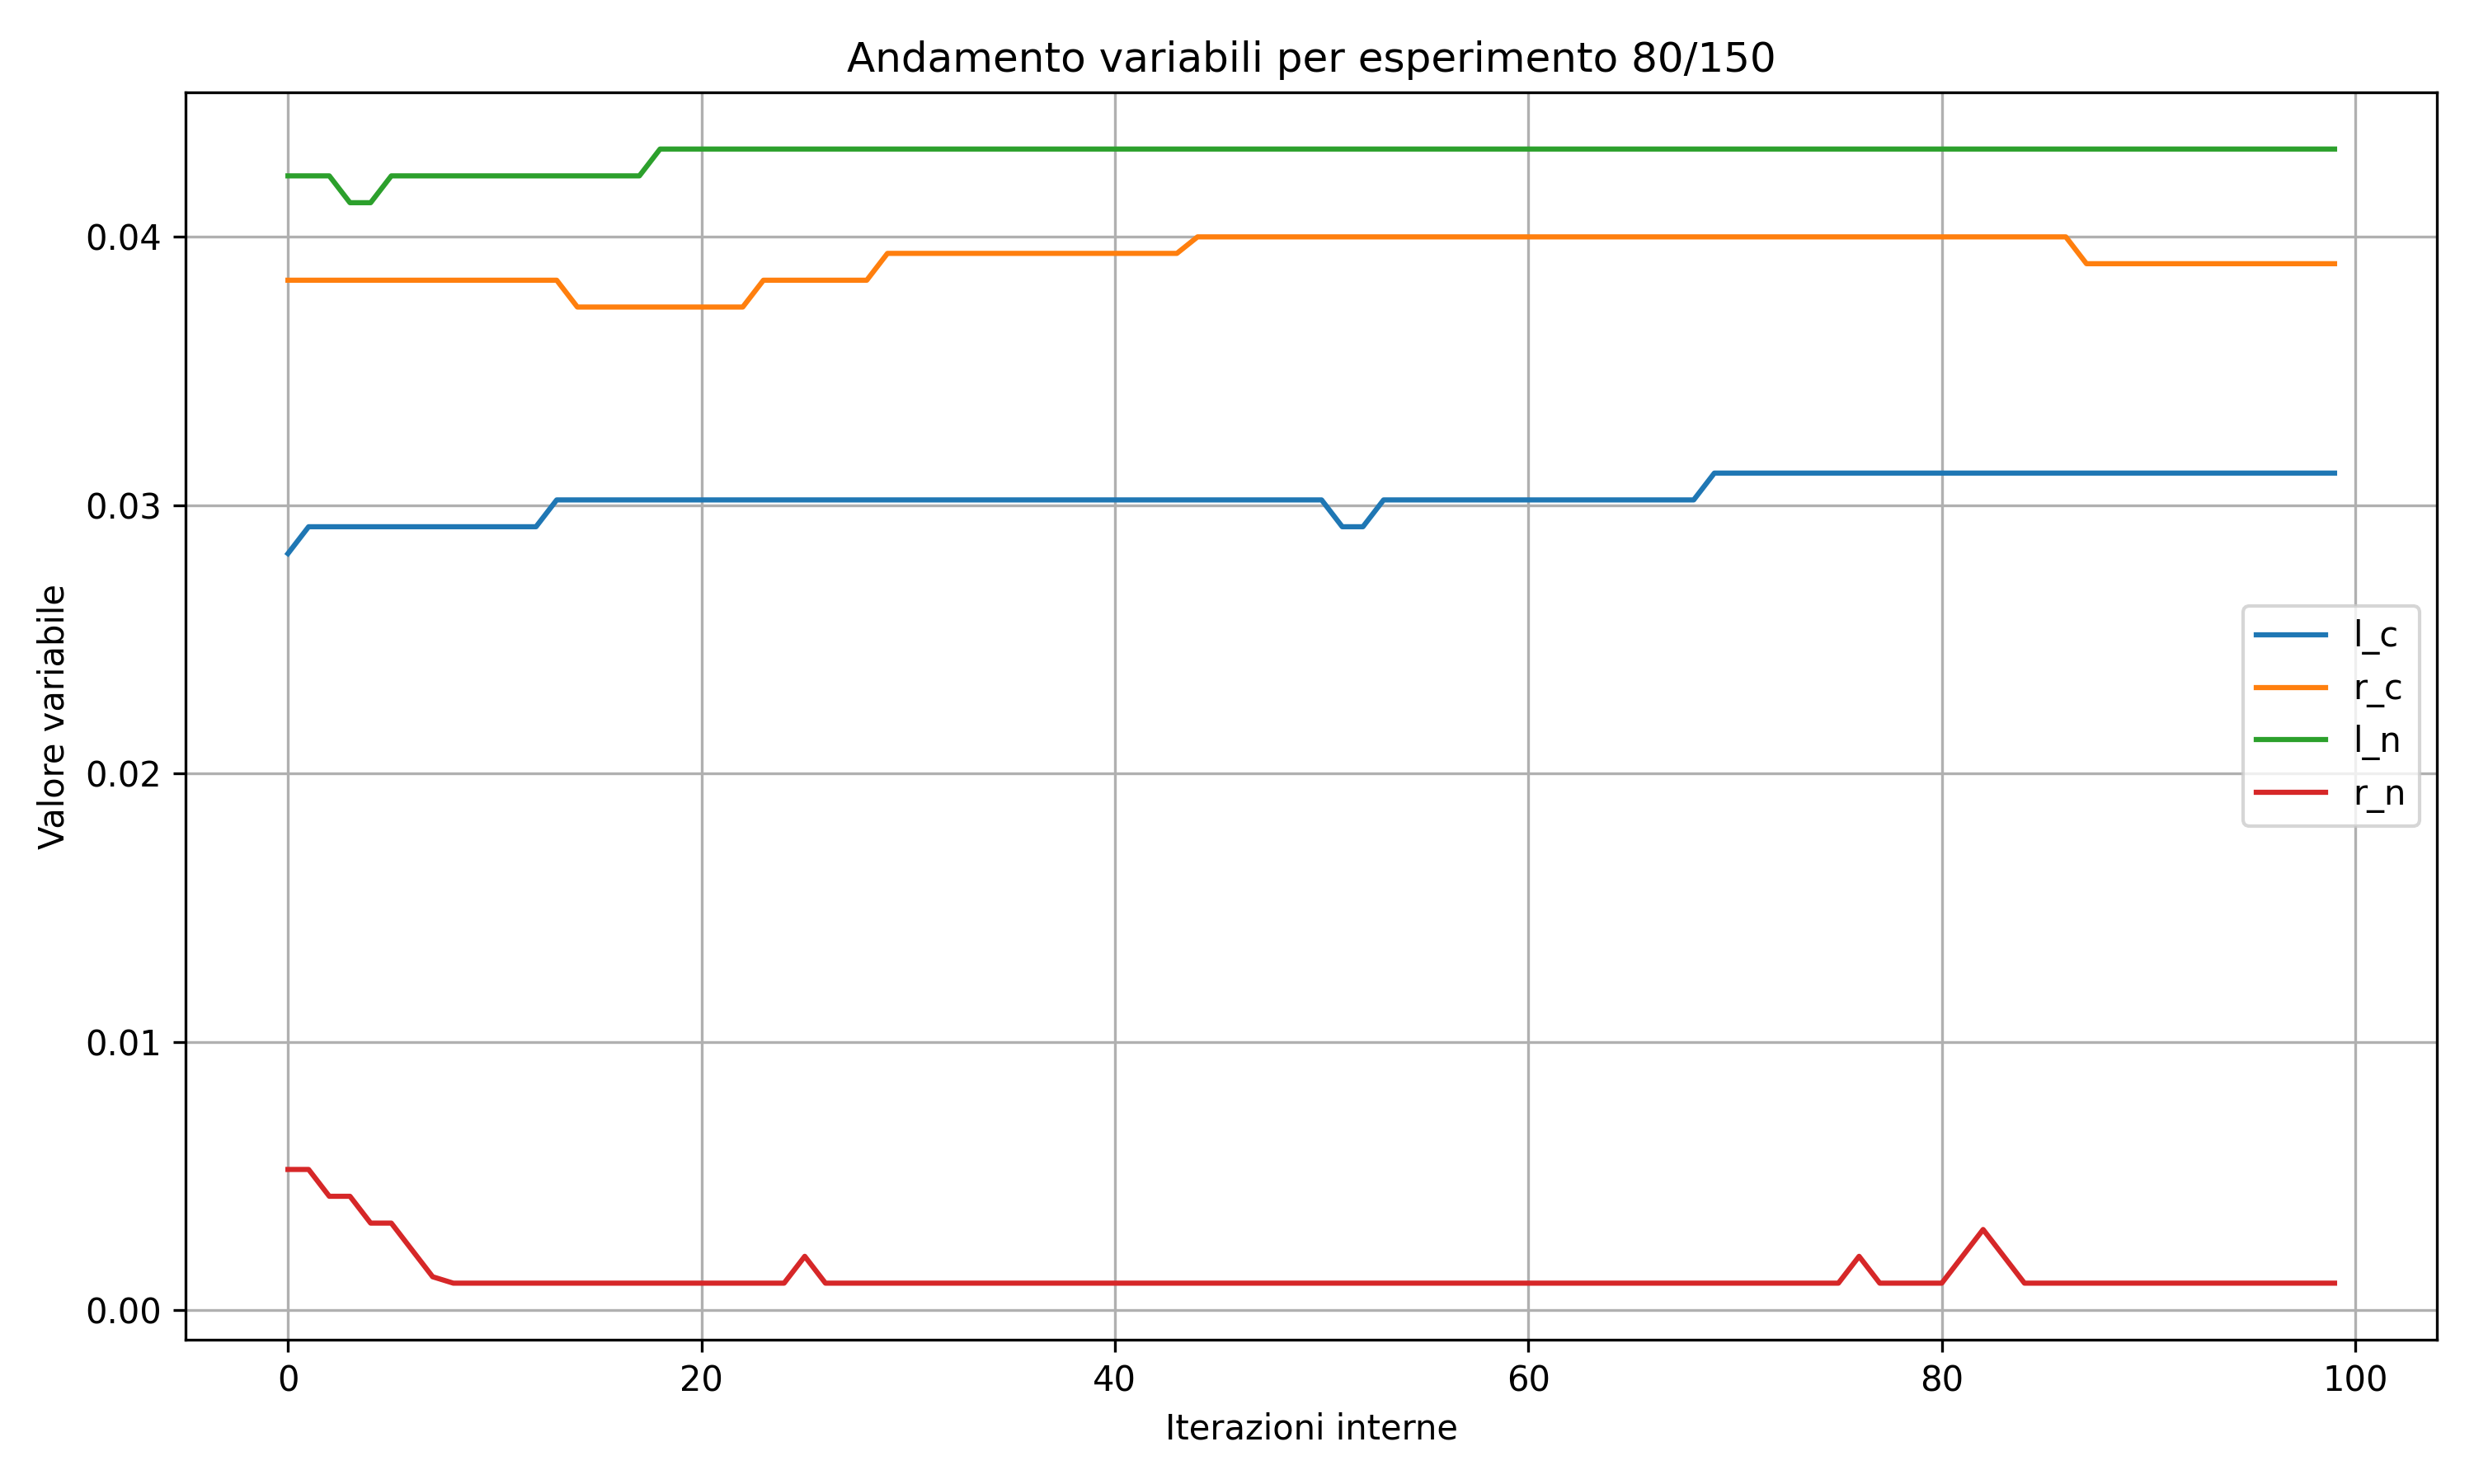 Andamento variabili per esperimento 80/150
Valore variabile
0.04
0.03
0.02
0.01
0.00
l_c
r_c
l_n
r_n
0 20 40 60 80 100
Iterazioni interne